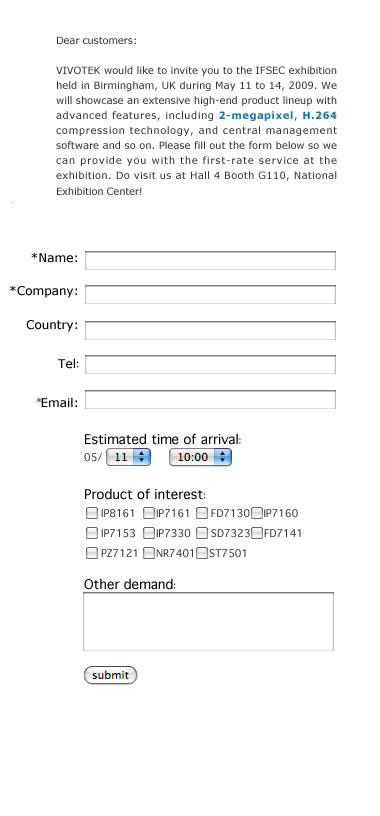 Dear customers:
VIVOTEK would like to invite you to the IFSEC exhibition
held in Birmingham, UK during May 11 to 14, 2009. We
will showcase an extensive high-end product lineup with
advanced features, including 2-megapixel, H.264
compression technology, and central management
software and so on. Please fill out the form below so we
can provide you with the first-rate service at the
exhibition. Do visit us at Hall 4 Booth G110, National
Exhibition Center!
*Name:
*Company:
Country:
Tel:
*Email:
Estimated time of arrival:
05/ 11 10:00
Product of interest:
IP8161 IP7161 FD7130 IP7160
IP7153 IP7330 SD7323 FD7141
PZ7121 NR7401 ST7501
Other demand:
submit